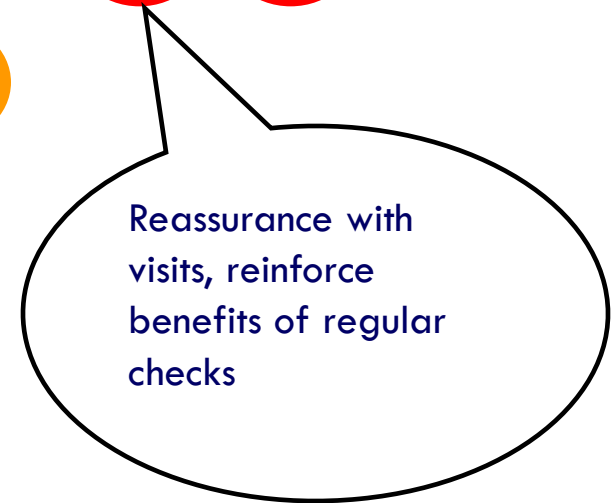 Reassurance with
visits, reinforce
benefits of regular
checks